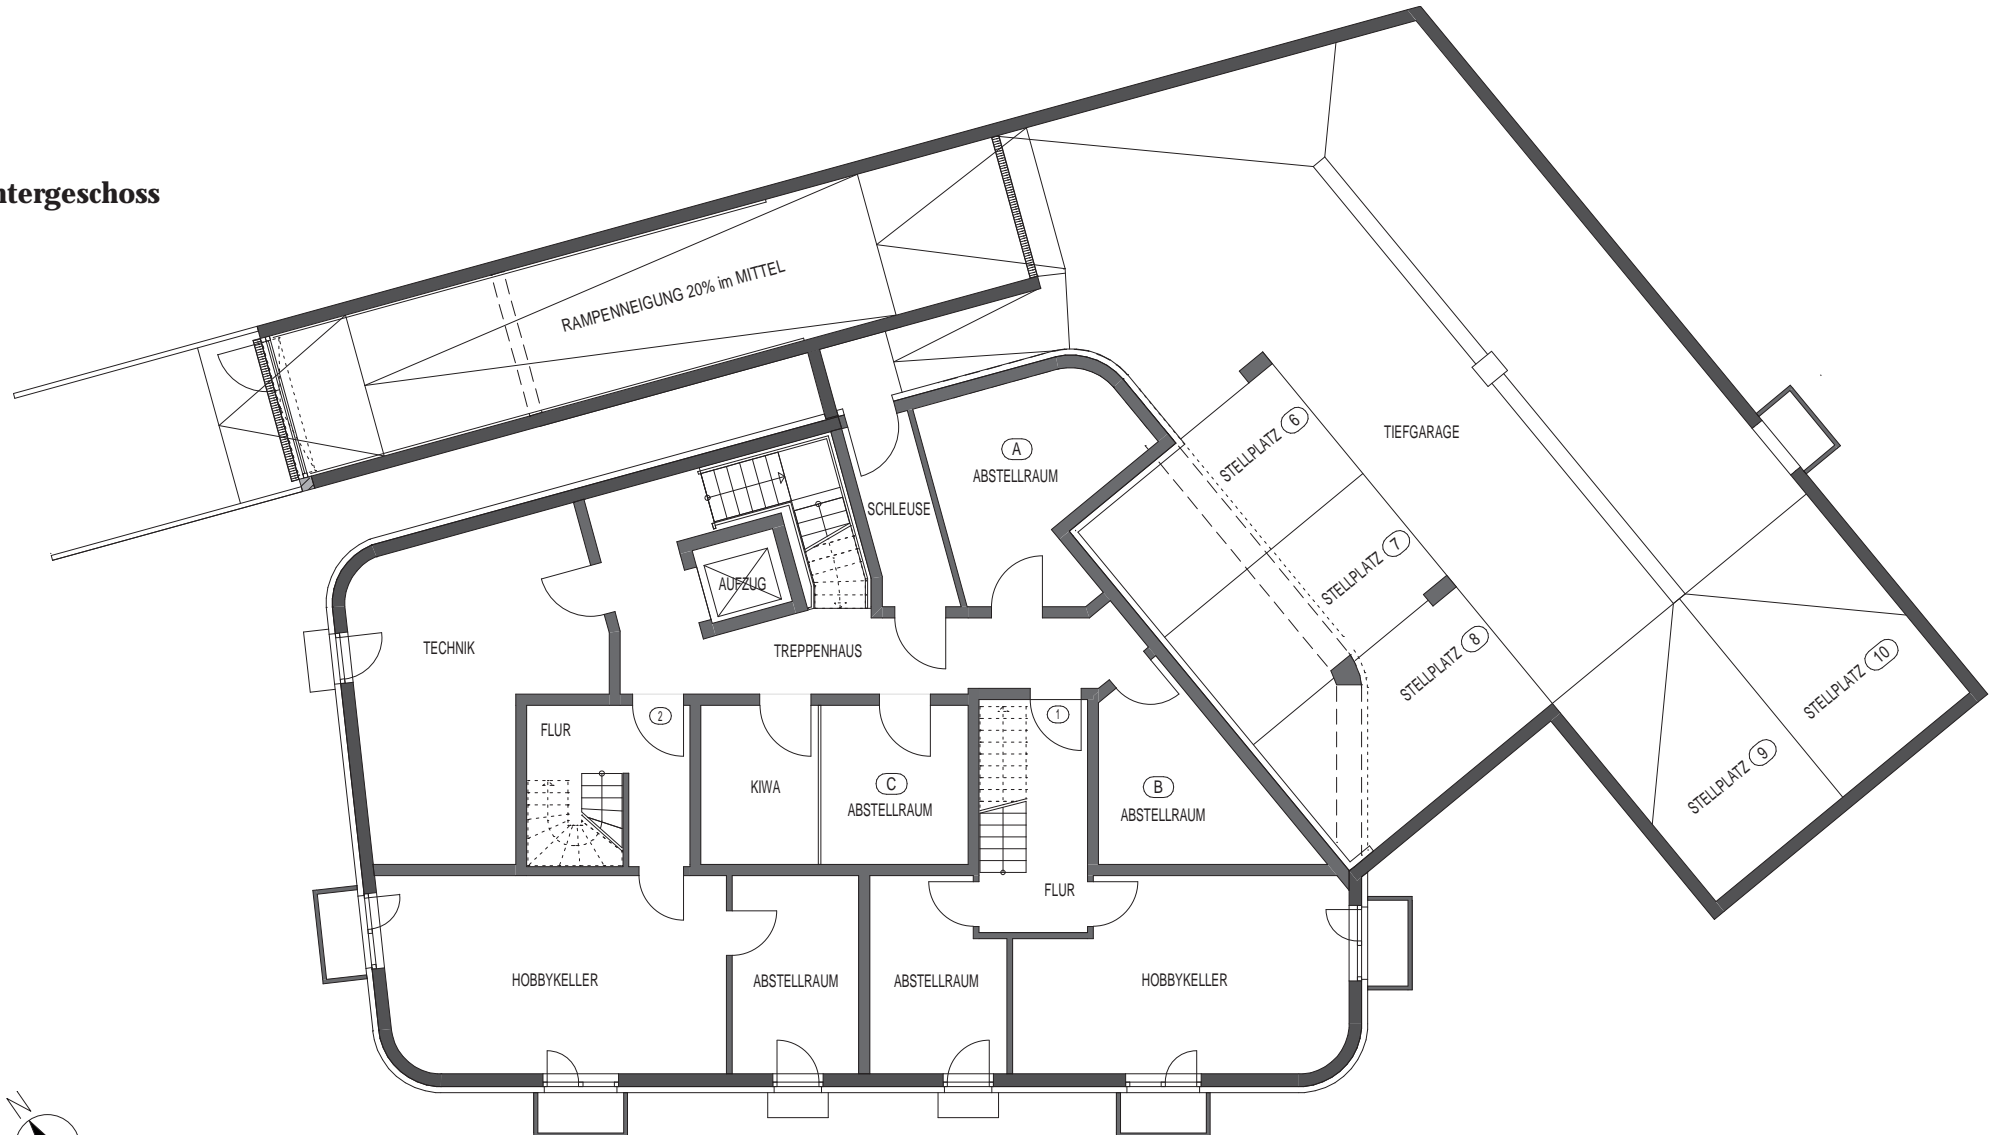 ntergeschoss
RAMPENNEIGUNG 20% im MITTEL
TIEFGARAGE
STELLPLATZ 6
STELLPLATZ 7
STELLPLATZ 8
STELLPLATZ 9
STELLPLATZ 10
A
ABSTELLRAUM
SCHLEUSE
AUFZUG
TECHNIK
TREPPENHAUS
FLUR
2
1
KIWA
C
ABSTELLRAUM
B
ABSTELLRAUM
FLUR
HOBBYKELLER
ABSTELLRAUM
ABSTELLRAUM
HOBBYKELLER
N